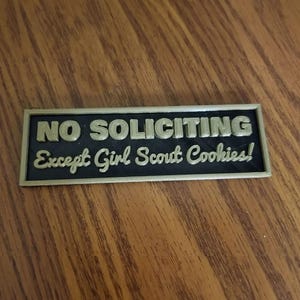 NO SOLICITING
Except Girl Scout Cookies!